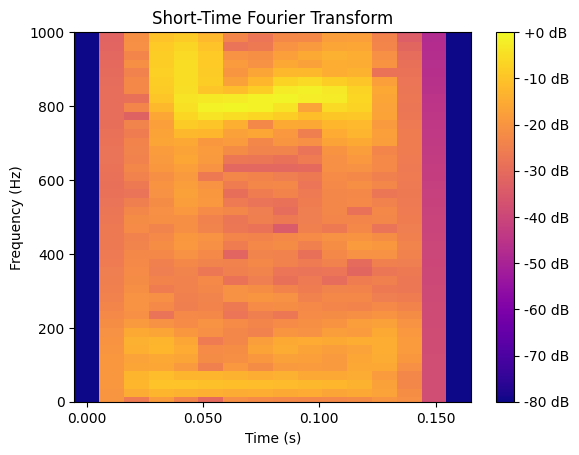 Short-Time Fourier Transform
1000
800
600
400
200
0
Frequency (Hz)
0.000
0.050
0.100
0.150
Time (s)
+0 dB
-10 dB
-20 dB
-30 dB
-40 dB
-50 dB
-60 dB
-70 dB
-80 dB